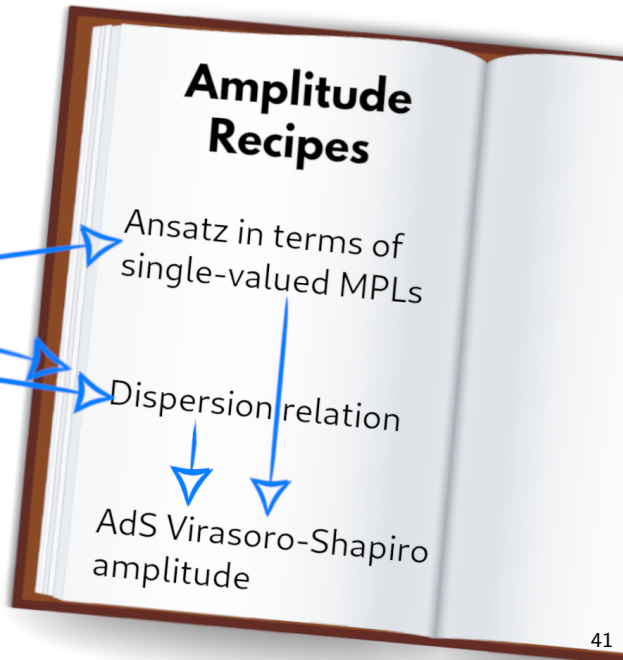 Amplitude
Recipes
Ansatz in terms of
single-valued MPLs
Dispersion relation
AdS Virasoro-Shapiro
amplitude
41